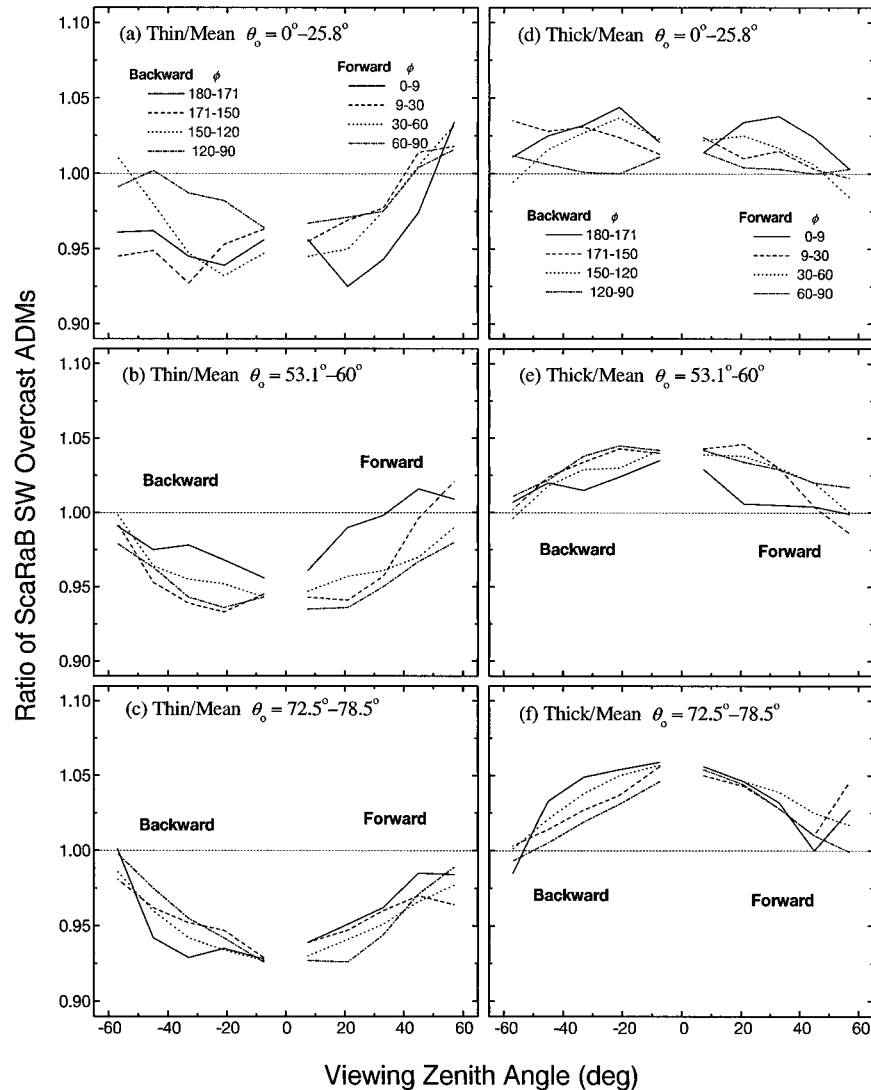 Ratio of ScaRaB SW Overcast ADMs
(a) Thin/Mean θo = 0°–25.8°
Backward ϕ
180-171
171-150
150-120
120-90
Forward ϕ
0-9
9-30
30-60
60-90
1.10
1.05
1.00
0.95
0.90
(d) Thick/Mean θo = 0°–25.8°
Backward ϕ
180-171
171-150
150-120
120-90
Forward ϕ
0-9
9-30
30-60
60-90
(b) Thin/Mean θo = 53.1°–60°
Backward
Forward
1.10
1.05
1.00
0.95
0.90
(e) Thick/Mean θo = 53.1°-60°
Backward
Forward
(c) Thin/Mean θo = 72.5°–78.5°
Backward
Forward
1.10
1.05
1.00
0.95
0.90
(f) Thick/Mean θo = 72.5°–78.5°
Backward
Forward
-60 -40 -20 0 20 40 60
-60 -40 -20 0 20 40 60
Viewing Zenith Angle (deg)